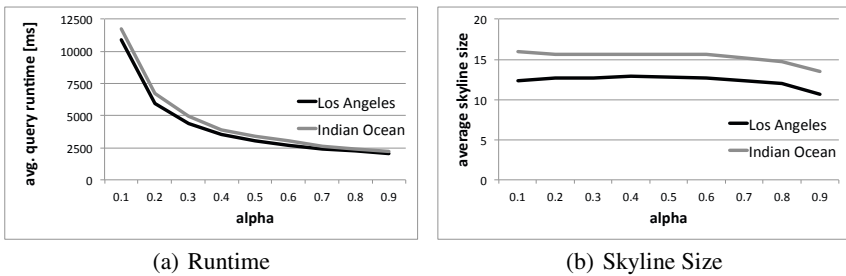 avg. query runtime [ms]
12500
10000
7500
5000
2500
0
0.1 0.2 0.3 0.4 0.5 0.6 0.7 0.8 0.9
alpha
Los Angeles
Indian Ocean
(a) Runtime
average skyline size
20
15
10
5
0
0.1 0.2 0.3 0.4 0.5 0.6 0.7 0.8 0.9
alpha
Los Angeles
Indian Ocean
(b) Skyline Size